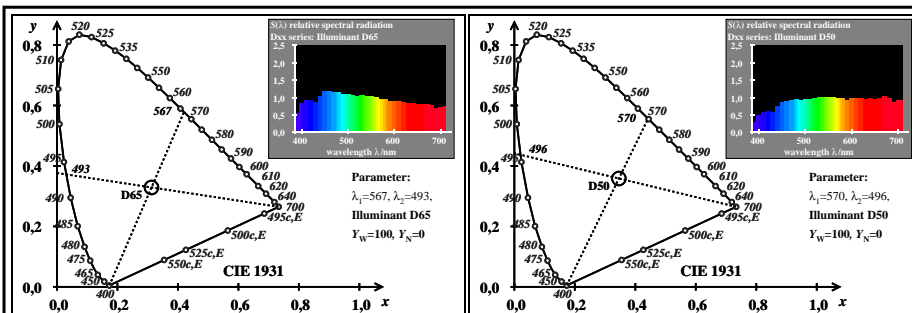 y
0,8
0,6
0,4
0,2
0,0
0,0 0,2 0,4 0,6 0,8 1,0
x
520
525
535
510
550
560
505
567 570
500
580
590
495 493
600
610
620
640
700
490
D65
495c,E
485
500c,E
480
525c,E
475
550c,E
465
450
400
CIE 1931
S(λ) relative spectral radiation
Dxx series: Illuminant D65
2,5
2,0
1,5
1,0
0,5
0,0
400 500 600 700
wavelength λ/nm
Parameter:
λ1=567, λ2=493,
Illuminant D65
YW=100, YN=0
y
0,8
0,6
0,4
0,2
0,0
0,0 0,2 0,4 0,6 0,8 1,0
x
520
525
535
510
550
560
505
570 570
500
580
590
495 496
600
610
620
640
700
490
D50
495c,E
485
500c,E
480
525c,E
475
550c,E
465
450
400
CIE 1931
S(λ) relative spectral radiation
Dxx series: Illuminant D50
2,5
2,0
1,5
1,0
0,5
0,0
400 500 600 700
wavelength λ/nm
Parameter:
λ1=570, λ2=496,
Illuminant D50
YW=100, YN=0